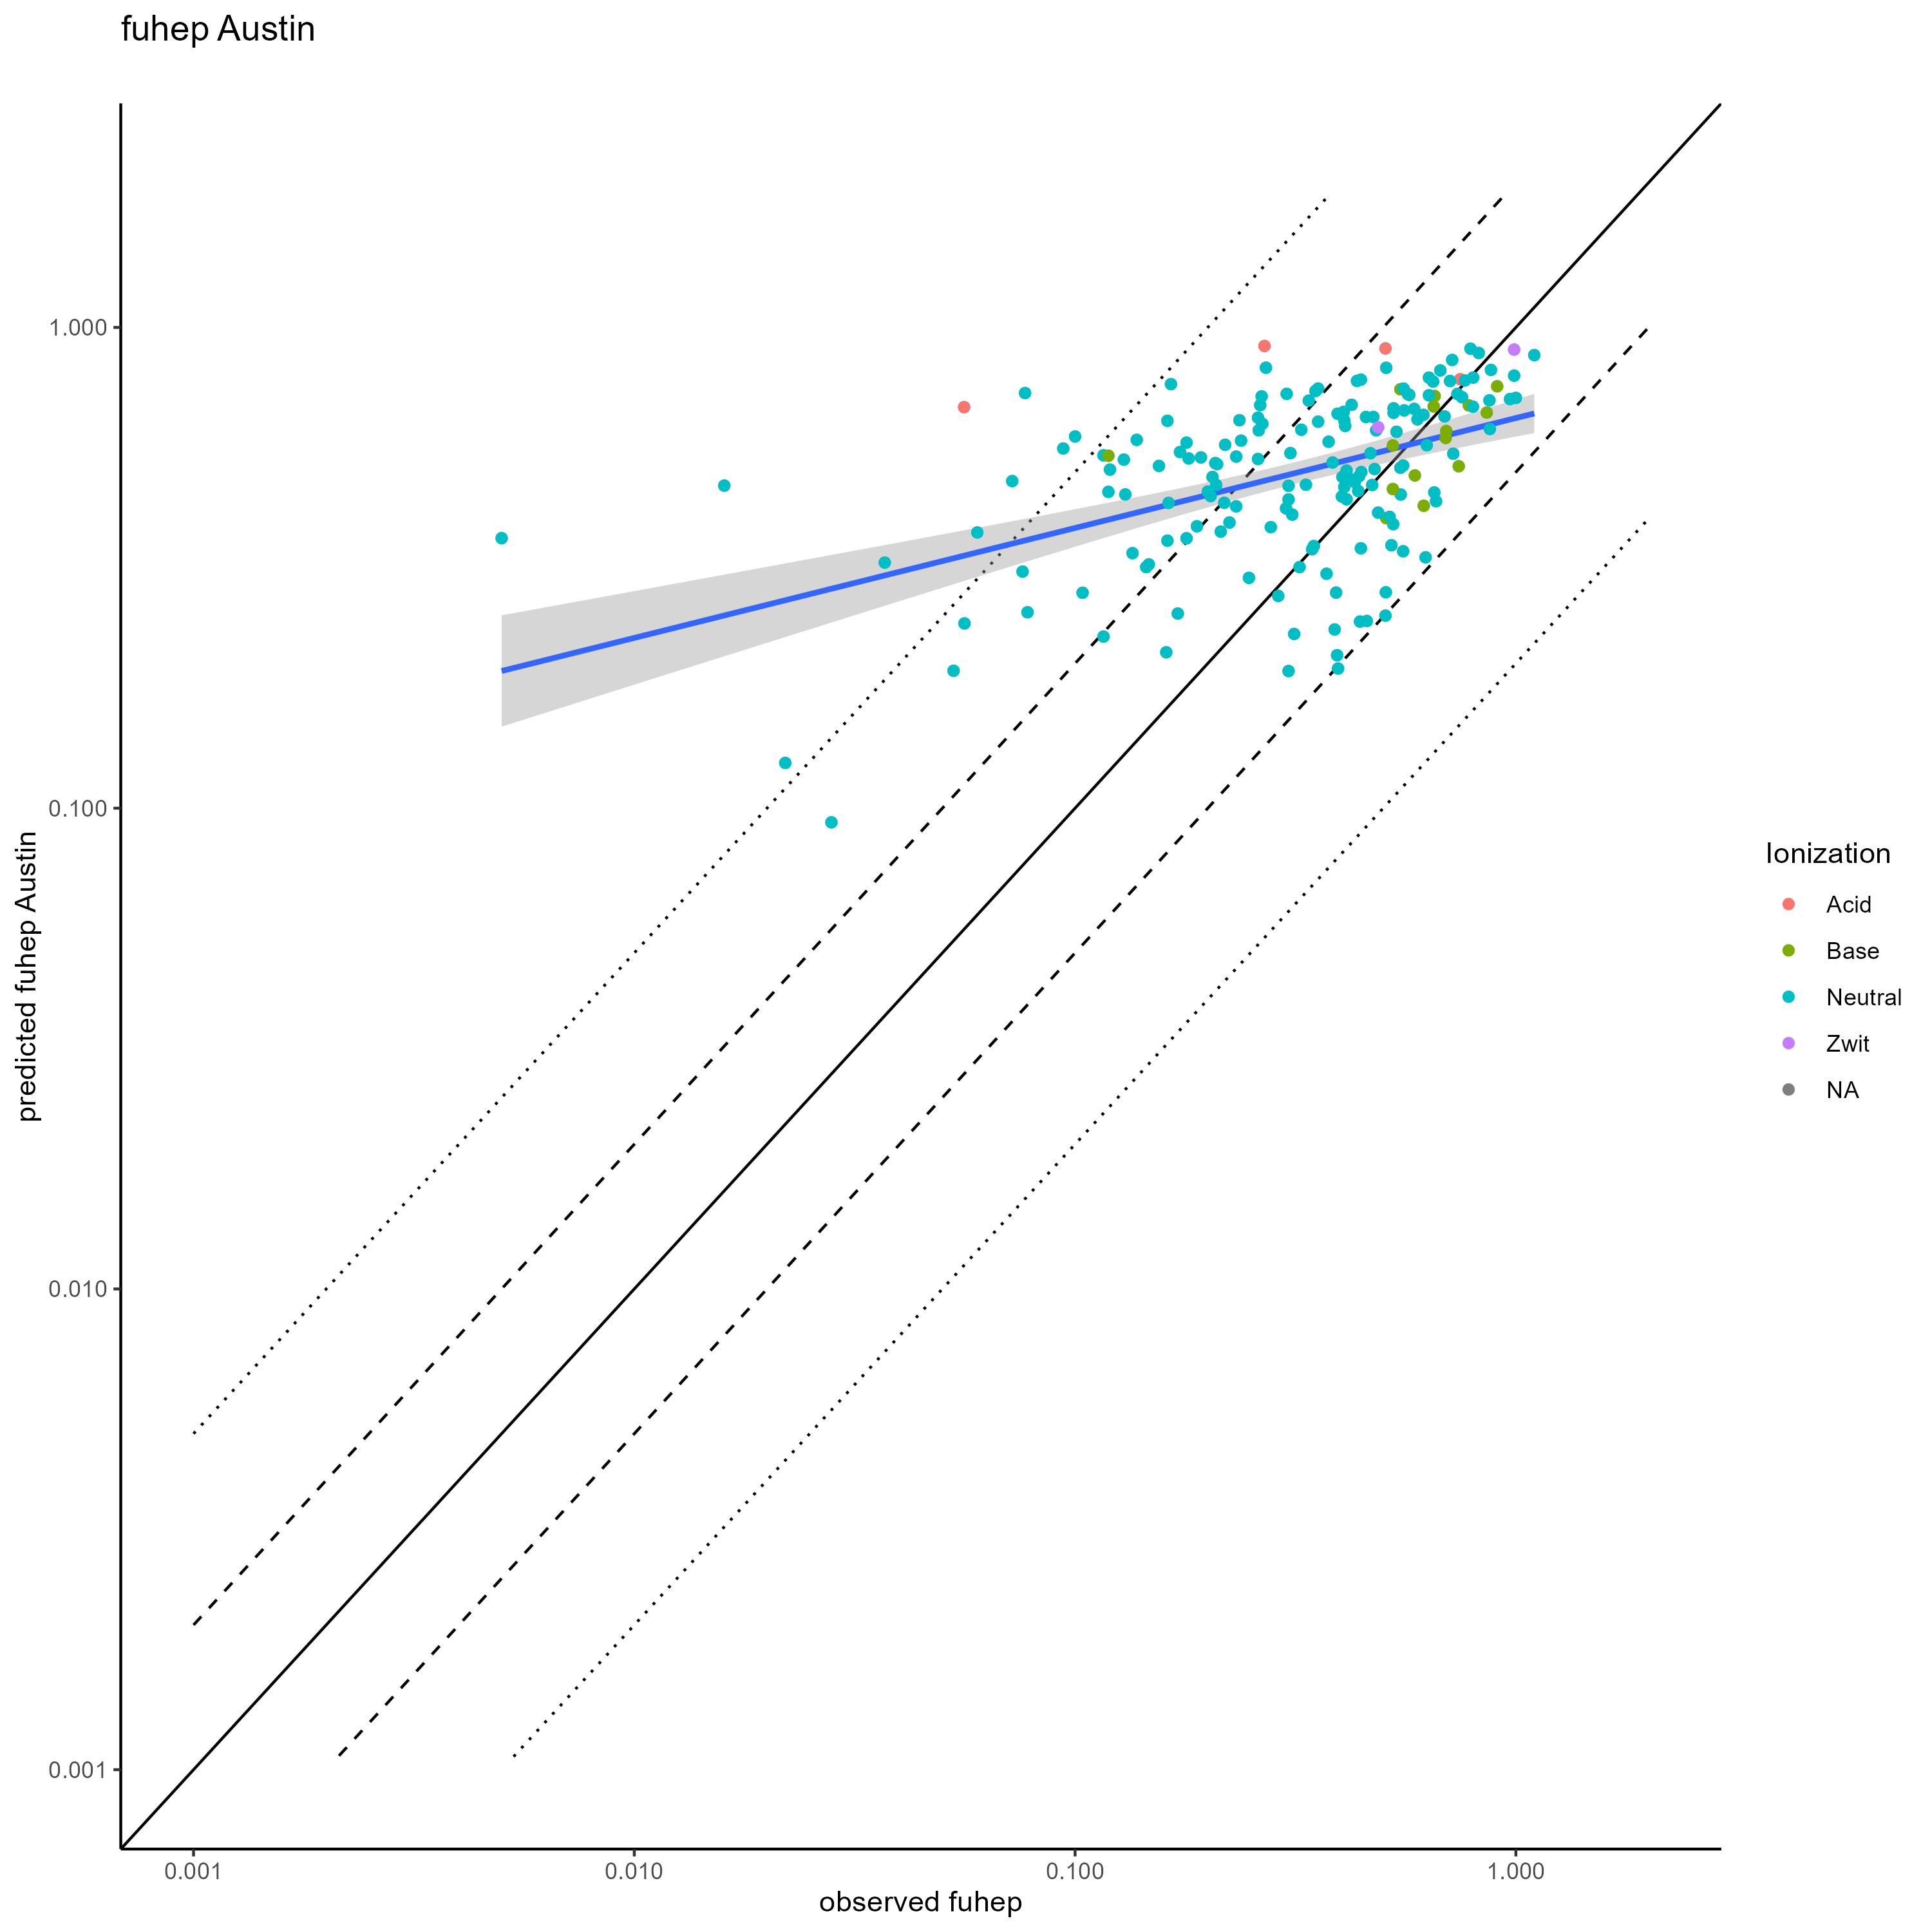 fuhep Austin
predicted fuhep Austin
1.000
0.100
0.010
0.001
0.001 0.010 0.100 1.000
observed fuhep
Ionization
Acid
Base
Neutral
Zwit
NA